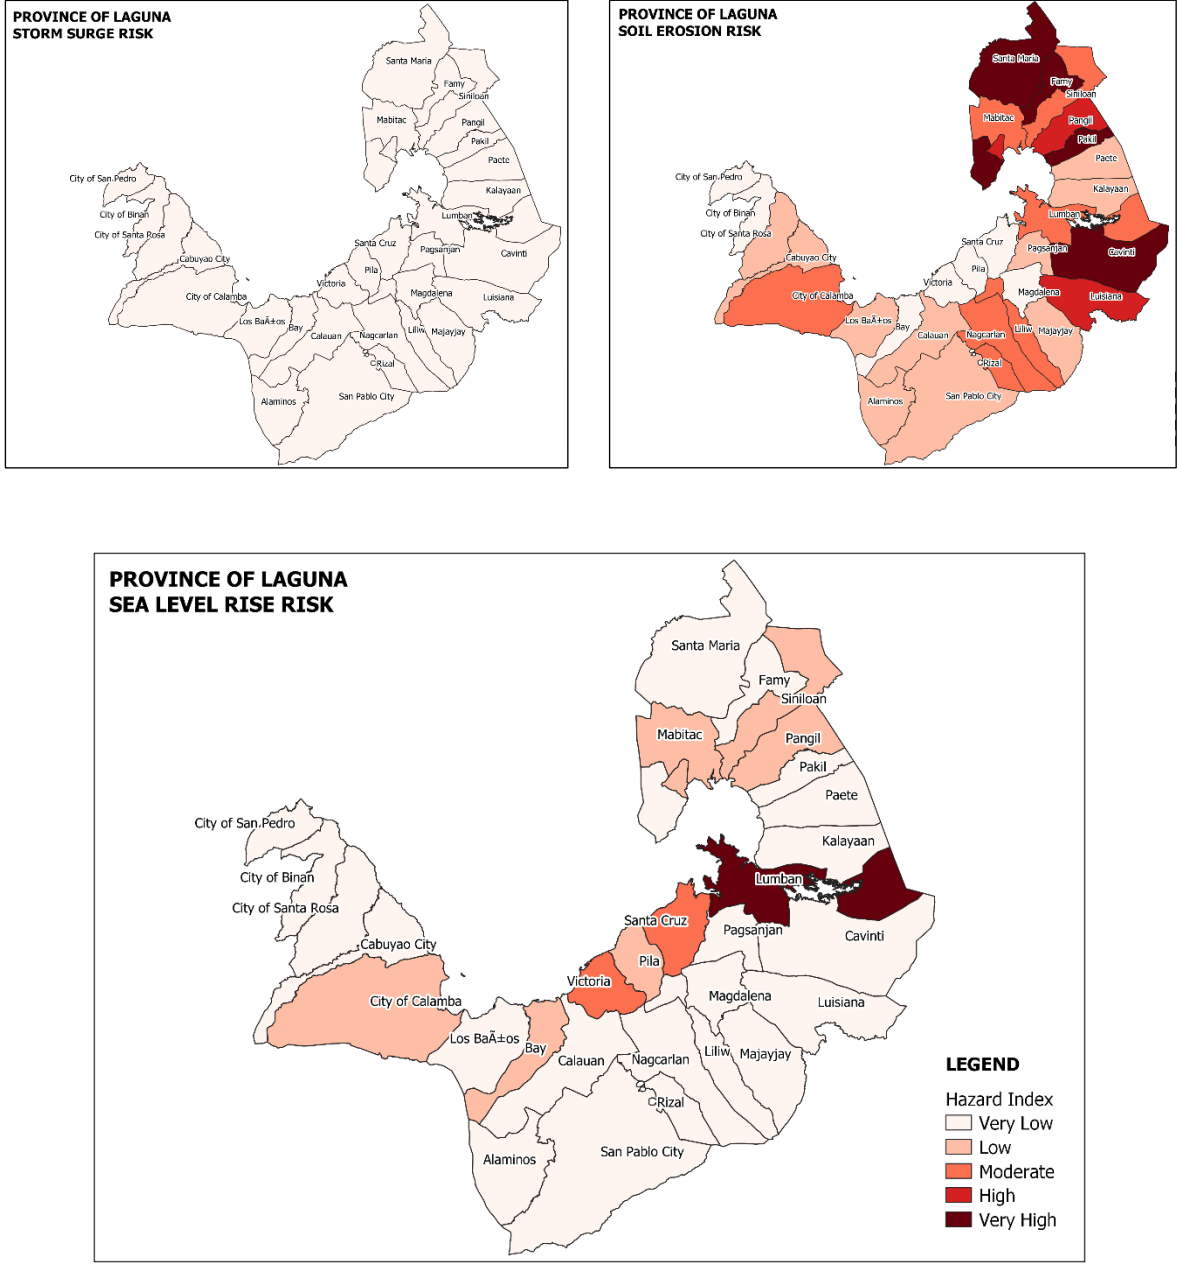 PROVINCE OF LAGUNA
STORM SURGE RISK
Santa Maria
Famy
Siniloan
Mabitac
Pangil
Pakil
Paete
City of San Pedro
Kalayaan
City of Binan
Lumban
City of Santa Rosa
Santa Cruz
Pagsanjan
Cavinti
Cabuyao City
Pila
Victoria
Magdalena
City of Calamba
Luisiana
Los BaÃ±os
Bay
Calauan
Nagcarlan
Liliw
Majayjay
Rizal
Alaminos
San Pablo City
PROVINCE OF LAGUNA
SOIL EROSION RISK
Santa Maria
Famy
Siniloan
Mabitac
Pangil
Pakil
Paete
City of San Pedro
Kalayaan
City of Binan
Lumban
City of Santa Rosa
Santa Cruz
Pagsanjan
Cavinti
Cabuyao City
Pila
Victoria
Magdalena
City of Calamba
Luisiana
Los BaÃ±os
Bay
Calauan
Nagcarlan
Liliw
Majayjay
Rizal
Alaminos
San Pablo City
PROVINCE OF LAGUNA
SEA LEVEL RISE RISK
Santa Maria
Famy
Siniloan
Mabitac
Pangil
Pakil
Paete
City of San Pedro
Kalayaan
City of Binan
Lumban
City of Santa Rosa
Santa Cruz
Pagsanjan
Cavinti
Cabuyao City
Pila
Victoria
Magdalena
City of Calamba
Luisiana
Los BaÃ±os
Bay
Calauan
Nagcarlan
Liliw
Majayjay
Rizal
Alaminos
San Pablo City
LEGEND
Hazard Index
Very Low
Low
Moderate
High
Very High